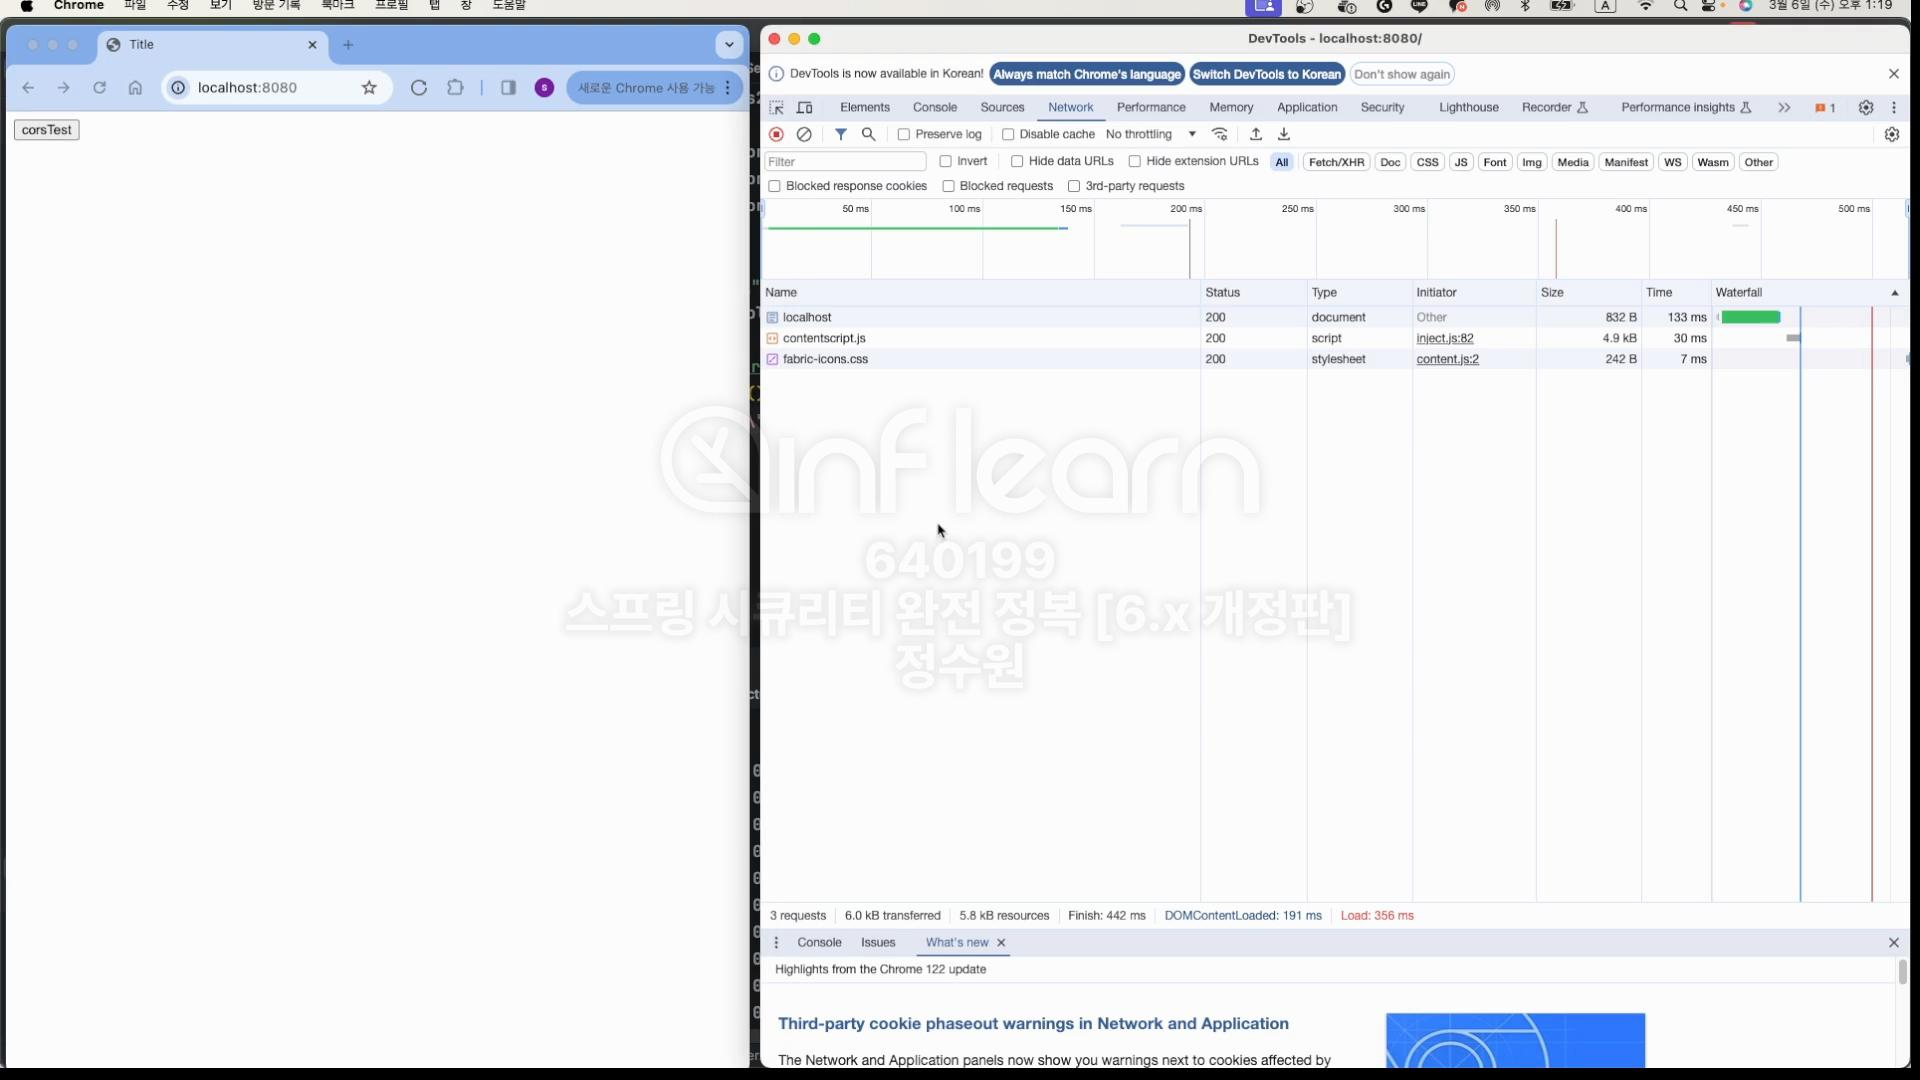 Chrome 파일 수정 보기 방문 기록 북마크 프로필 탭 창 도움말 A 3월 6일 (수) 오후 1:19
Title
localhost:8080
S
새로운 Chrome 사용 가능
corsTest
DevTools - localhost:8080/
DevTools is now available in Korean! Always match Chrome's language Switch DevTools to Korean Don't show again
Elements Console Sources Network Performance Memory Application Security Lighthouse Recorder Performance insights 1
Preserve log Disable cache No throttling
Filter Invert Hide data URLs Hide extension URLs All Fetch/XHR Doc CSS JS Font Img Media Manifest WS Wasm Other
Blocked response cookies Blocked requests 3rd-party requests
50 ms 100 ms 150 ms 200 ms 250 ms 300 ms 350 ms 400 ms 450 ms 500 ms
Name Status Type Initiator Size Time Waterfall
localhost 200 document Other 832 B 133 ms
contentscript.js 200 script inject.js:82 4.9 kB 30 ms
fabric-icons.css 200 stylesheet content.js:2 242 B 7 ms
inflearn
640199
스프링 시큐리티 완전 정복 [6.x 개정판]
정수원
3 requests 6.0 kB transferred 5.8 kB resources Finish: 442 ms DOMContentLoaded: 191 ms Load: 356 ms
Console Issues What's new
Highlights from the Chrome 122 update
Third-party cookie phaseout warnings in Network and Application
The Network and Application panels now show you warnings next to cookies affected by